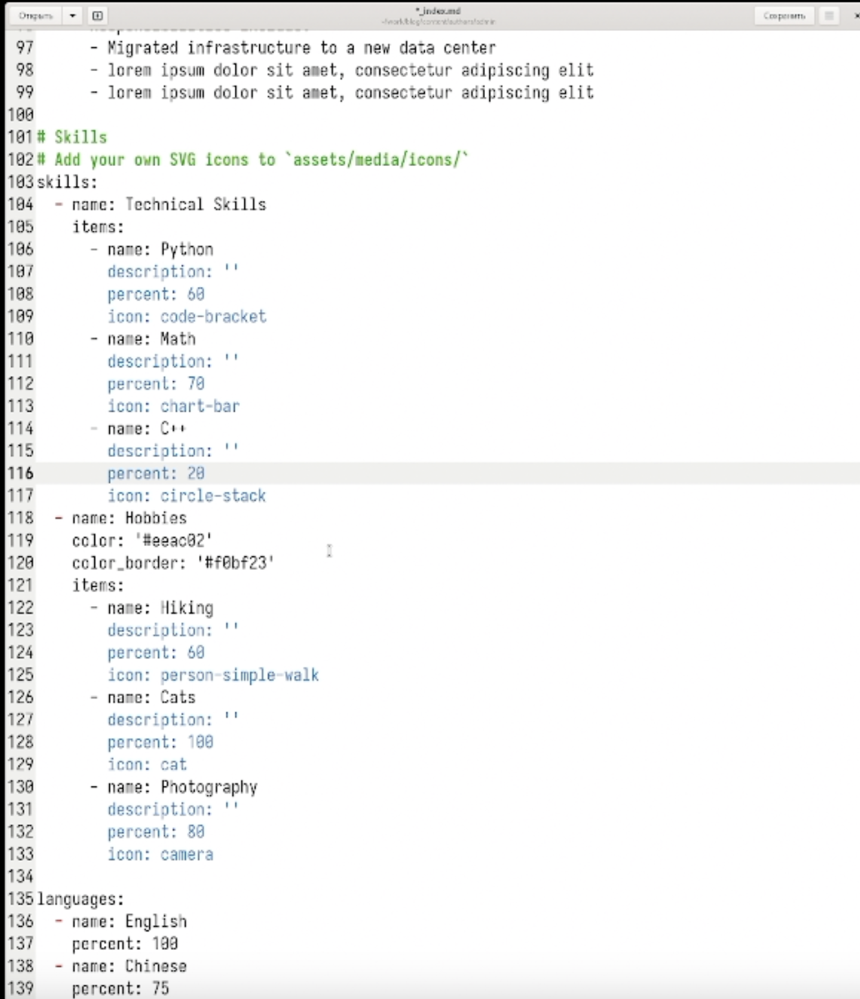 Открыть
*_index.md
~/work/blog/content/authors/admin
Сохранить
97 - Migrated infrastructure to a new data center
98 - lorem ipsum dolor sit amet, consectetur adipiscing elit
99 - lorem ipsum dolor sit amet, consectetur adipiscing elit
100
101 # Skills
102 # Add your own SVG icons to `assets/media/icons/`
103 skills:
104 - name: Technical Skills
105 items:
106 - name: Python
107 description: ''
108 percent: 60
109 icon: code-bracket
110 - name: Math
111 description: ''
112 percent: 70
113 icon: chart-bar
114 - name: C++
115 description: ''
116 percent: 20
117 icon: circle-stack
118 - name: Hobbies
119 color: '#eeac02'
120 color_border: '#f0bf23'
121 items:
122 - name: Hiking
123 description: ''
124 percent: 60
125 icon: person-simple-walk
126 - name: Cats
127 description: ''
128 percent: 100
129 icon: cat
130 - name: Photography
131 description: ''
132 percent: 80
133 icon: camera
134
135 languages:
136 - name: English
137 percent: 100
138 - name: Chinese
139 percent: 75